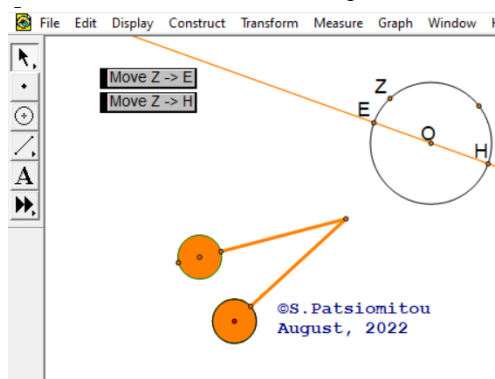 File Edit Display Construct Transform Measure Graph Window
Move Z -> E
Move Z -> H
Z
E
O
H
A
©S.Patsiomitou
August, 2022